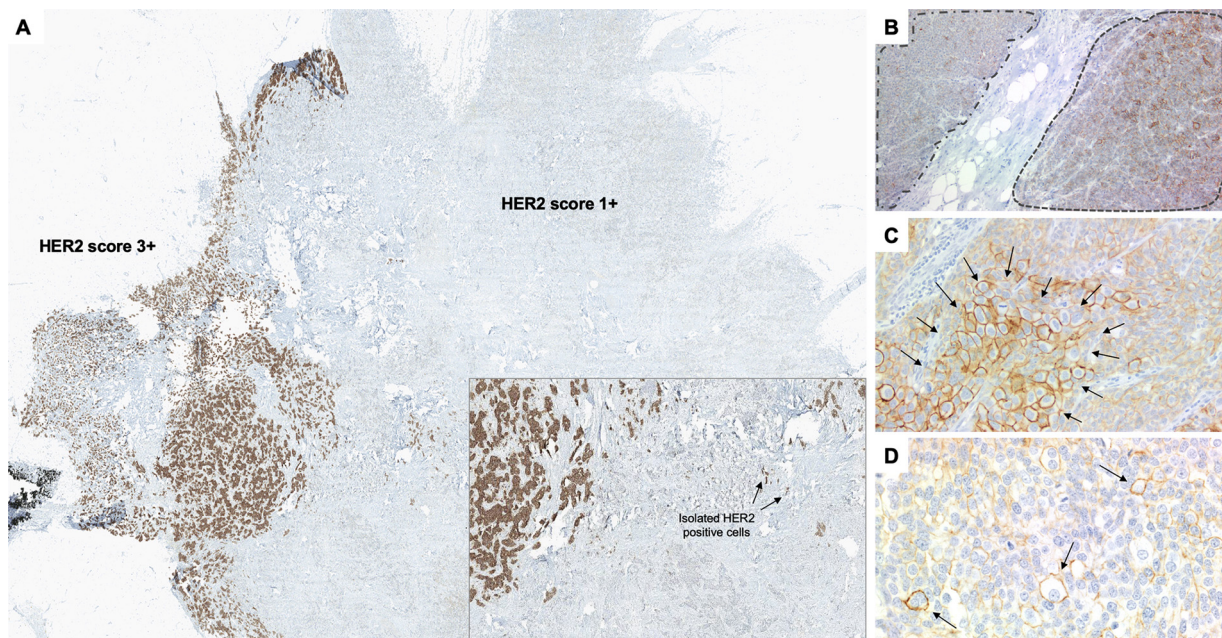 A
HER2 score 1+
HER2 score 3+
Isolated HER2
positive cells
B
C
D